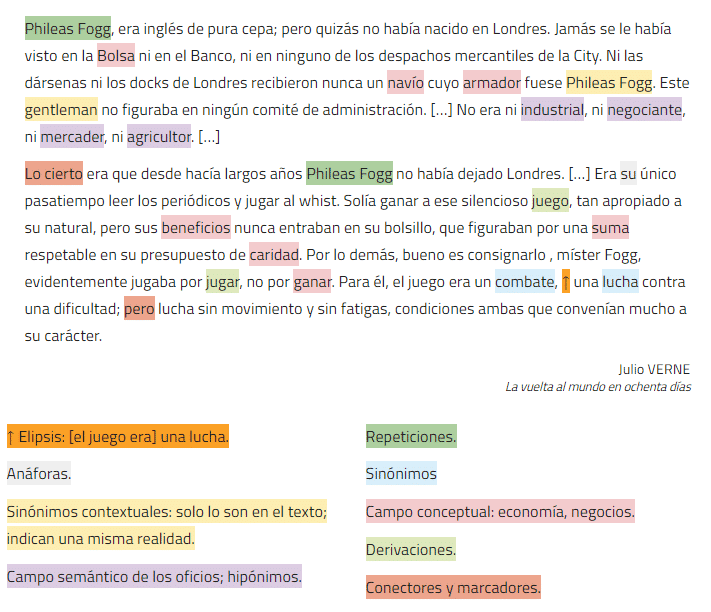 Phileas Fogg, era inglés de pura cepa; pero quizás no había nacido en Londres. Jamás se le había
visto en la Bolsa ni en el Banco, ni en ninguno de los despachos mercantiles de la City. Ni las
dársenas ni los docks de Londres recibieron nunca un navío cuyo armador fuese Phileas Fogg. Este
gentleman no figuraba en ningún comité de administración. [...] No era ni industrial, ni negociante,
ni mercader, ni agricultor. [...]
Lo cierto era que desde hacía largos años Phileas Fogg no había dejado Londres. [...] Era su único
pasatiempo leer los periódicos y jugar al whist. Solía ganar a ese silencioso juego, tan apropiado a
su natural, pero sus beneficios nunca entraban en su bolsillo, que figuraban por una suma
respetable en su presupuesto de caridad. Por lo demás, bueno es consignarlo , míster Fogg,
evidentemente jugaba por jugar, no por ganar. Para él, el juego era un combate, ↑ una lucha contra
una dificultad; pero lucha sin movimiento y sin fatigas, condiciones ambas que convenían mucho a
su carácter.
Julio VERNE
La vuelta al mundo en ochenta días
↑ Elipsis: [el juego era] una lucha.
Anáforas.
Sinónimos contextuales: solo lo son en el texto;
indican una misma realidad.
Campo semántico de los oficios; hipónimos.
Repeticiones.
Sinónimos
Campo conceptual: economía, negocios.
Derivaciones.
Conectores y marcadores.